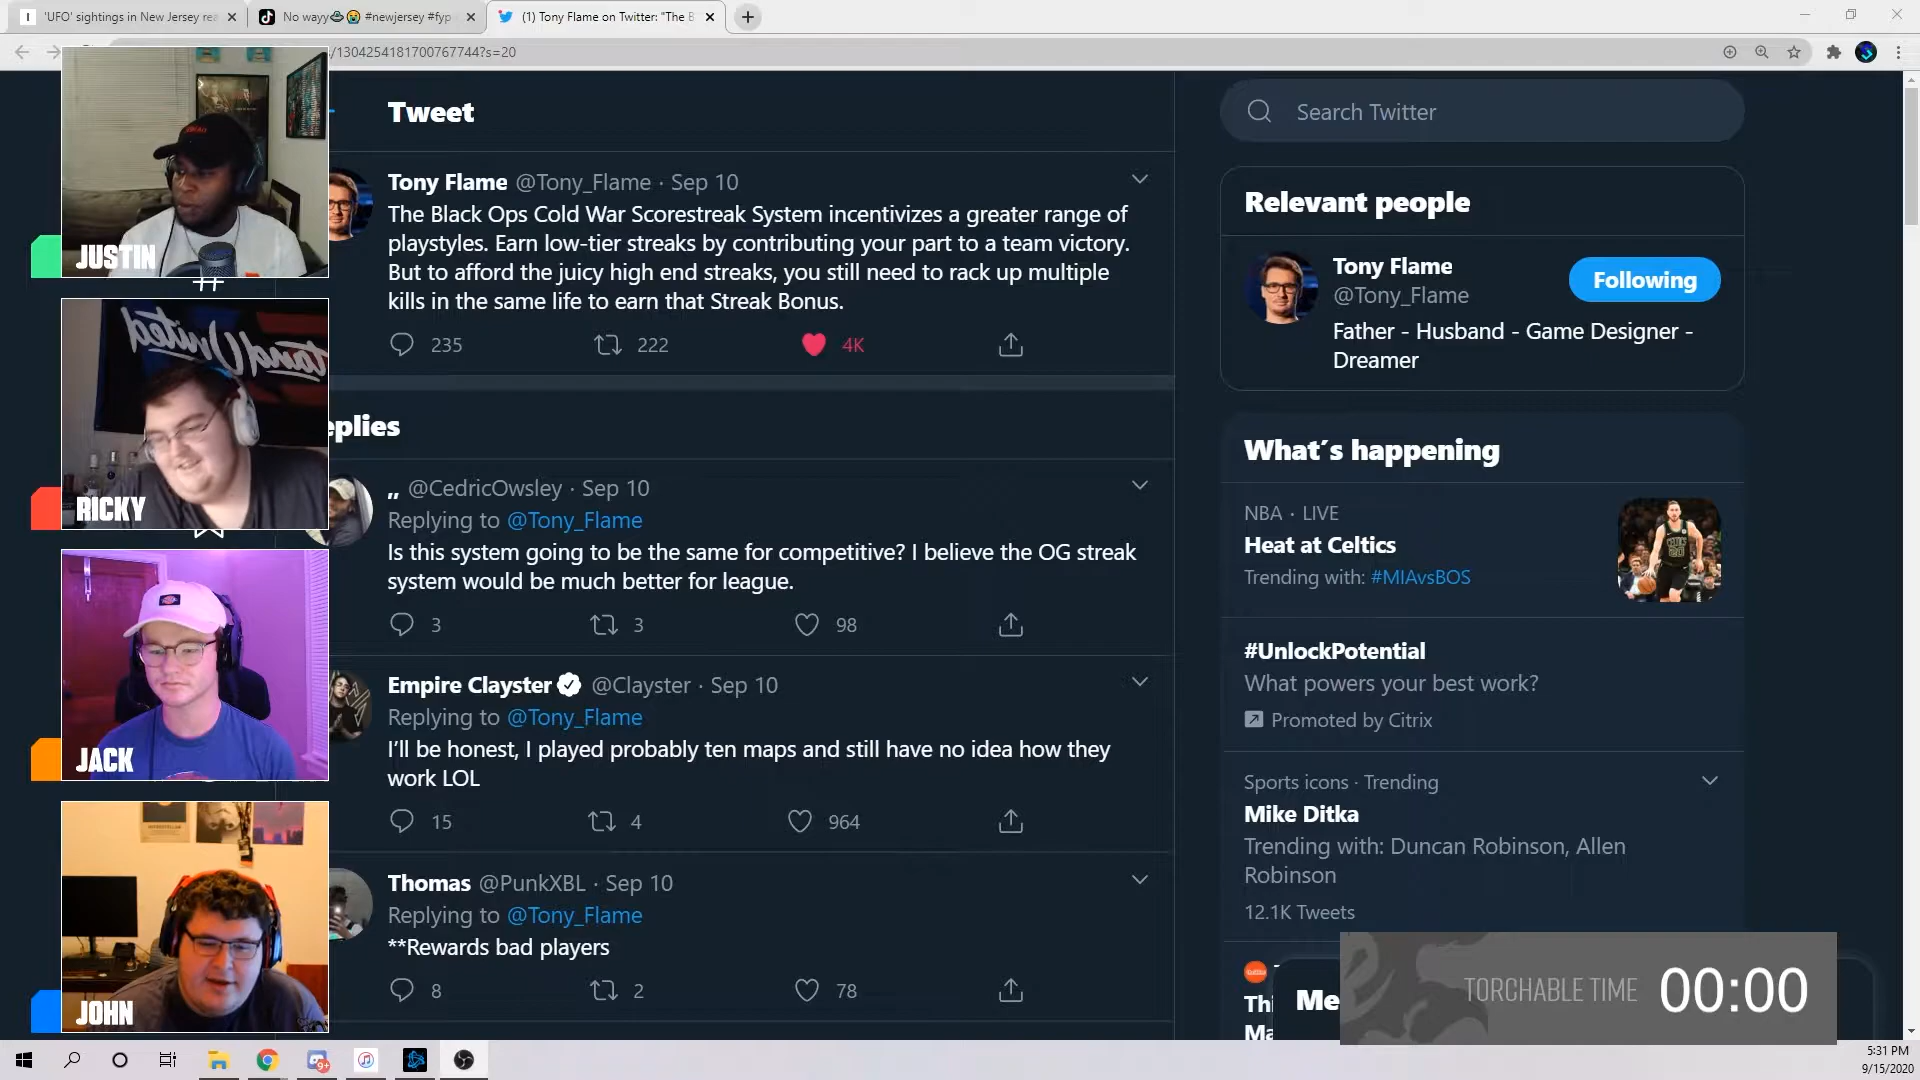 'UFO' sightings in New Jersey rea
No wayy🛸😭 #newjersey #fyp
(1) Tony Flame on Twitter: "The B
/1304254181700767744?s=20
Tweet
Search Twitter
Tony Flame @Tony_Flame · Sep 10
The Black Ops Cold War Scorestreak System incentivizes a greater range of
playstyles. Earn low-tier streaks by contributing your part to a team victory.
But to afford the juicy high end streaks, you still need to rack up multiple
kills in the same life to earn that Streak Bonus.
235 222 4K
eplies
,, @CedricOwsley · Sep 10
Replying to @Tony_Flame
Is this system going to be the same for competitive? I believe the OG streak
system would be much better for league.
3 3 98
Empire Clayster @Clayster · Sep 10
Replying to @Tony_Flame
I'll be honest, I played probably ten maps and still have no idea how they
work LOL
15 4 964
Thomas @PunkXBL · Sep 10
Replying to @Tony_Flame
**Rewards bad players
8 2 78
Relevant people
Tony Flame
@Tony_Flame
Following
Father - Husband - Game Designer -
Dreamer
What's happening
NBA · LIVE
Heat at Celtics
Trending with: #MIAvsBOS
#UnlockPotential
What powers your best work?
Promoted by Citrix
Sports icons · Trending
Mike Ditka
Trending with: Duncan Robinson, Allen
Robinson
12.1K Tweets
Thi
Ma
Me
TORCHABLE TIME 00:00
JUSTIN
RICKY
JACK
JOHN
5:31 PM
9/15/2020